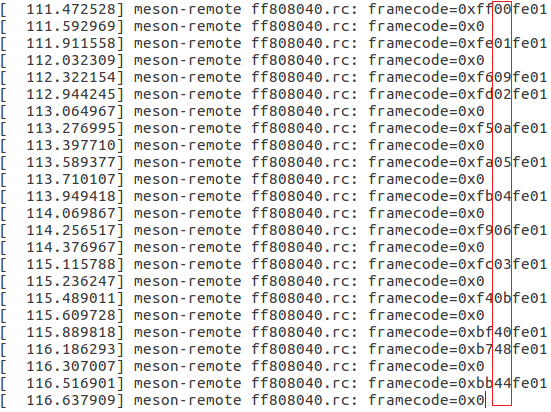 [  111.472528] meson-remote ff808040.rc: framecode=0xff00fe01
[  111.592969] meson-remote ff808040.rc: framecode=0x0
[  111.911558] meson-remote ff808040.rc: framecode=0xfe01fe01
[  112.032309] meson-remote ff808040.rc: framecode=0x0
[  112.322154] meson-remote ff808040.rc: framecode=0xf609fe01
[  112.944245] meson-remote ff808040.rc: framecode=0xfd02fe01
[  113.064967] meson-remote ff808040.rc: framecode=0x0
[  113.276995] meson-remote ff808040.rc: framecode=0xf50afe01
[  113.397710] meson-remote ff808040.rc: framecode=0x0
[  113.589377] meson-remote ff808040.rc: framecode=0xfa05fe01
[  113.710107] meson-remote ff808040.rc: framecode=0x0
[  113.949418] meson-remote ff808040.rc: framecode=0xfb04fe01
[  114.069867] meson-remote ff808040.rc: framecode=0x0
[  114.256517] meson-remote ff808040.rc: framecode=0xf906fe01
[  114.376967] meson-remote ff808040.rc: framecode=0x0
[  115.115788] meson-remote ff808040.rc: framecode=0xfc03fe01
[  115.236247] meson-remote ff808040.rc: framecode=0x0
[  115.489011] meson-remote ff808040.rc: framecode=0xf40bfe01
[  115.609728] meson-remote ff808040.rc: framecode=0x0
[  115.889818] meson-remote ff808040.rc: framecode=0xbf40fe01
[  116.186293] meson-remote ff808040.rc: framecode=0xb748fe01
[  116.307007] meson-remote ff808040.rc: framecode=0x0
[  116.516901] meson-remote ff808040.rc: framecode=0xbb44fe01
[  116.637909] meson-remote ff808040.rc: framecode=0x0